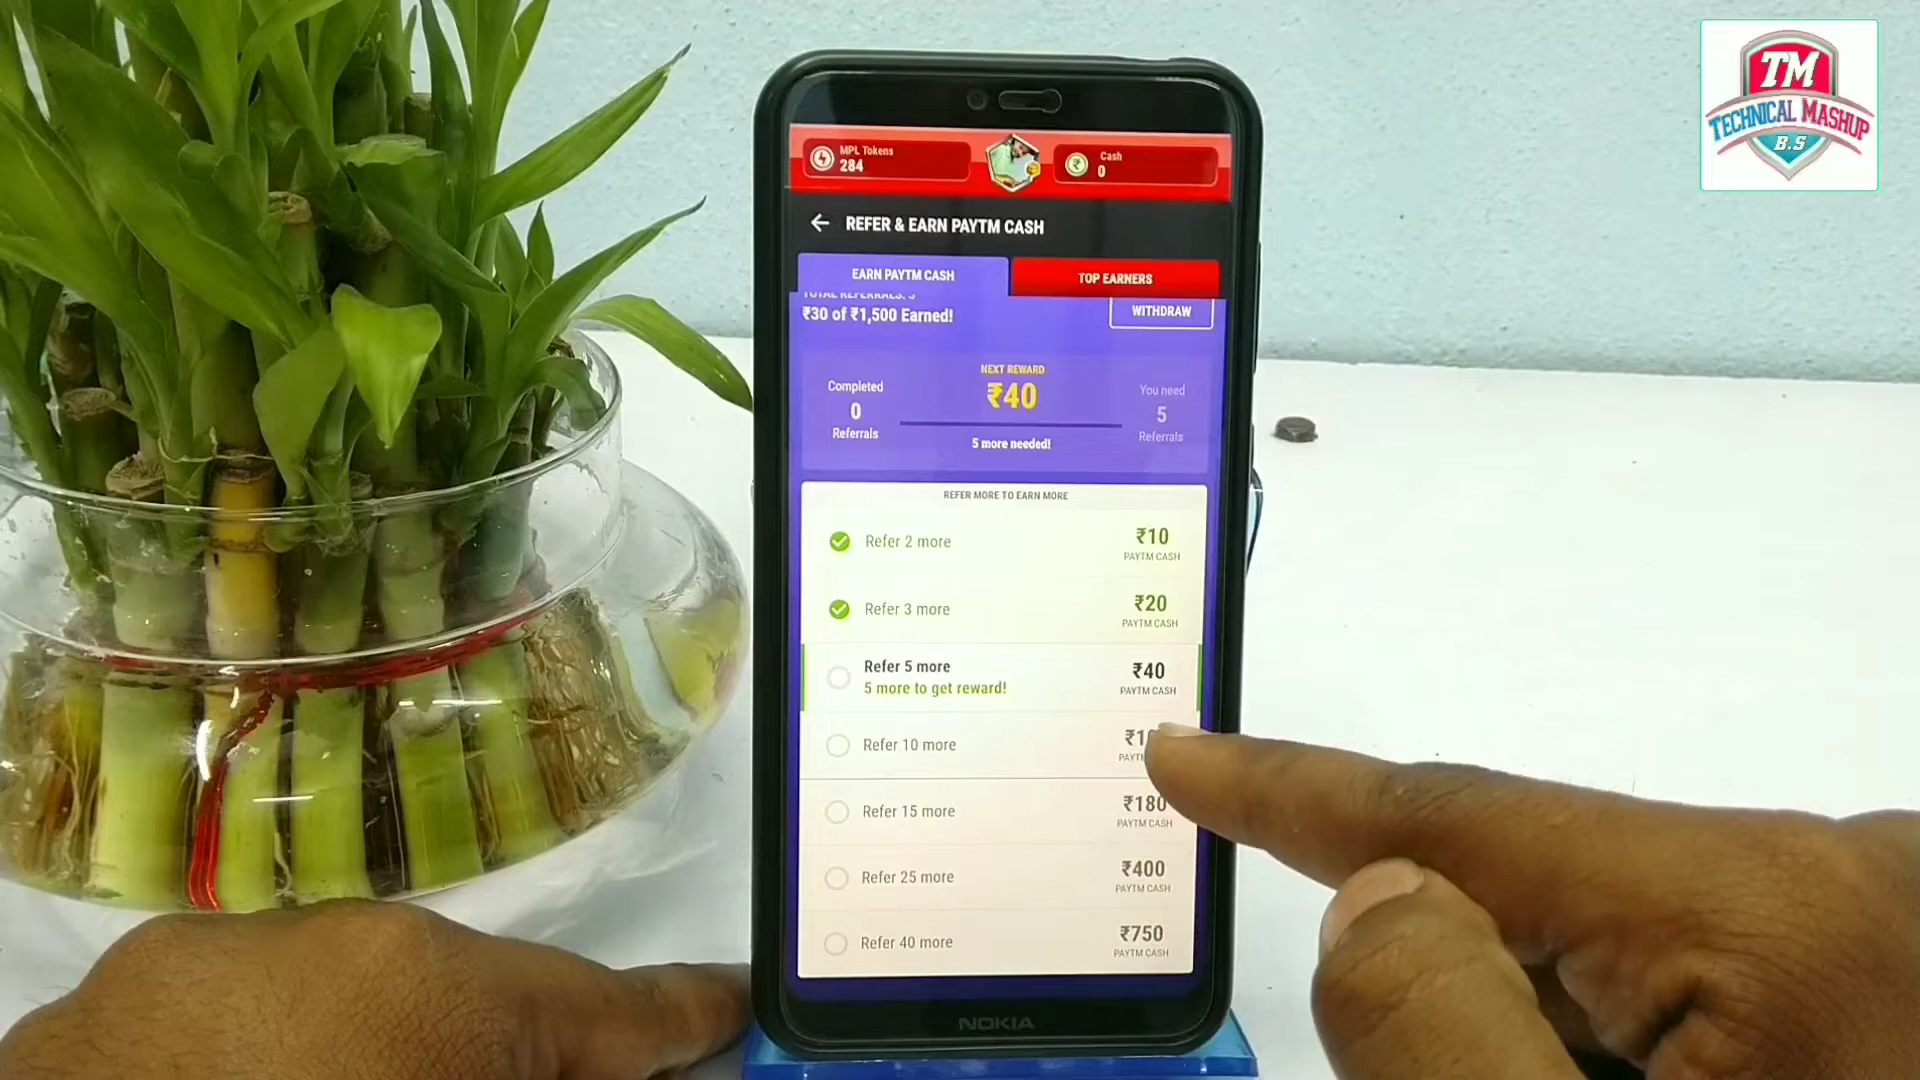 TM
TECHNICAL MASHUP
B.S
MPL Tokens
284
Cash
0
REFER & EARN PAYTM CASH
EARN PAYTM CASH
TOP EARNERS
₹30 of ₹1,500 Earned!
WITHDRAW
Completed
0
Referrals
NEXT REWARD
₹40
5 more needed!
You need
5
Referrals
REFER MORE TO EARN MORE
Refer 2 more
₹10
PAYTM CASH
Refer 3 more
₹20
PAYTM CASH
Refer 5 more
5 more to get reward!
₹40
PAYTM CASH
Refer 10 more
Refer 15 more
₹180
PAYTM CASH
Refer 25 more
₹400
PAYTM CASH
Refer 40 more
₹750
PAYTM CASH
NOKIA